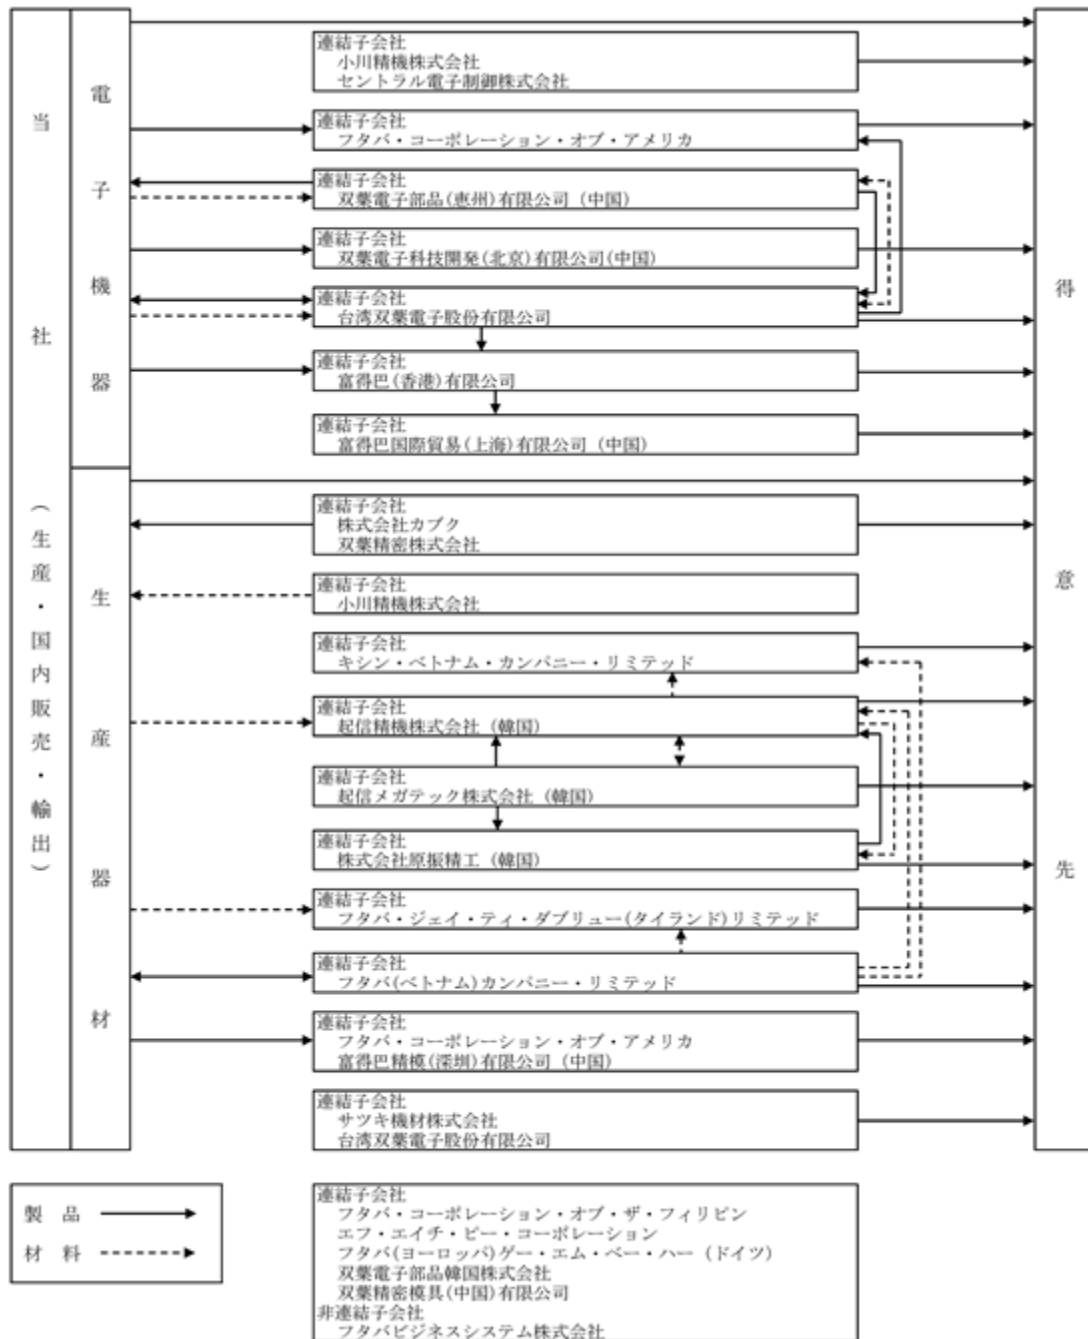 当社
(生産・国内販売・輸出)
電子機器
連結子会社
小川精機株式会社
セントラル電子制御株式会社
連結子会社
フタバ・コーポレーション・オブ・アメリカ
連結子会社
双葉電子部品(恵州)有限公司(中国)
連結子会社
双葉電子科技開発(北京)有限公司(中国)
連結子会社
台湾双葉電子股份有限公司
連結子会社
富得巴(香港)有限公司
連結子会社
富得巴国際貿易(上海)有限公司(中国)
生産器材
連結子会社
株式会社カブク
双葉精密株式会社
連結子会社
小川精機株式会社
連結子会社
キシン・ベトナム・カンパニー・リミテッド
連結子会社
起信精機株式会社(韓国)
連結子会社
起信メガテック株式会社(韓国)
連結子会社
株式会社原振精工(韓国)
連結子会社
フタバ・ジェイ・ティ・ダブリュー(タイランド)リミテッド
連結子会社
フタバ(ベトナム)カンパニー・リミテッド
連結子会社
フタバ・コーポレーション・オブ・アメリカ
富得巴精模(深圳)有限公司(中国)
連結子会社
サツキ機材株式会社
台湾双葉電子股份有限公司
得意先
製品
材料
連結子会社
フタバ・コーポレーション・オブ・ザ・フィリピン
エフ・エイチ・ピー・コーポレーション
フタバ(ヨーロッパ)ゲー・エム・ベー・ハー(ドイツ)
双葉電子部品韓国株式会社
双葉精密模具(中国)有限公司
非連結子会社
フタバビジネスシステム株式会社